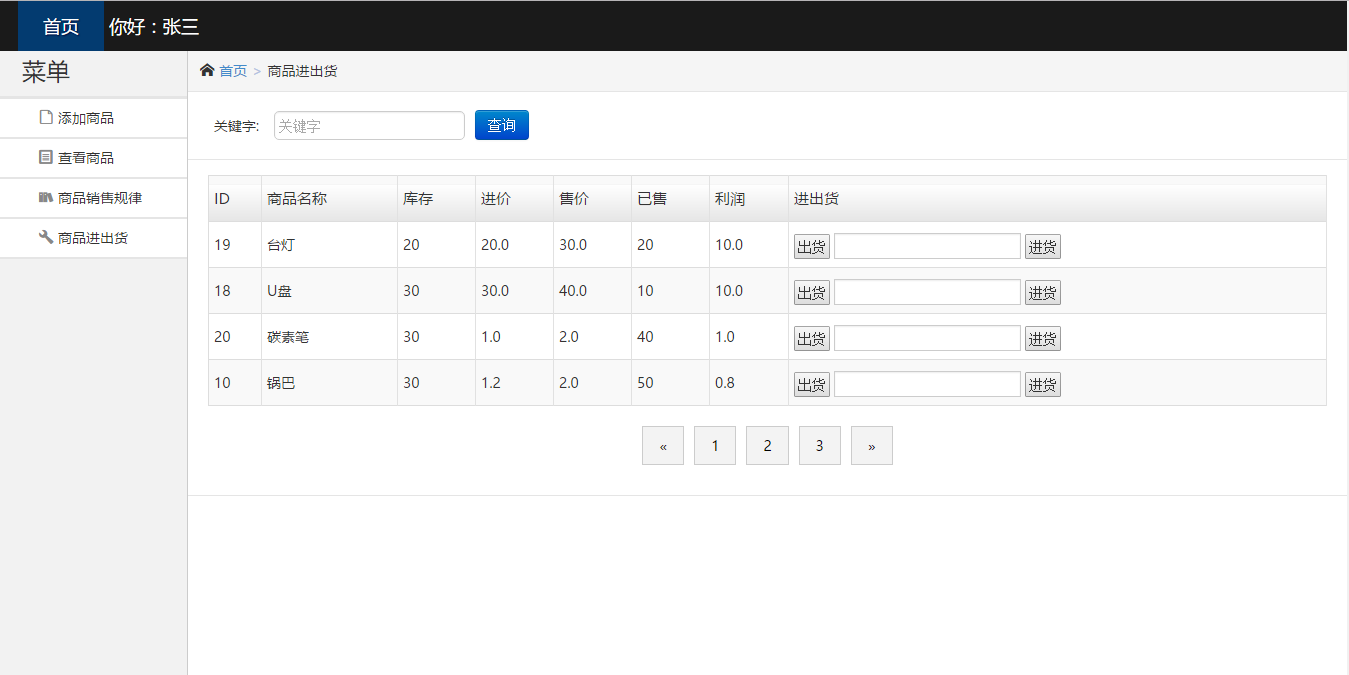 首页 你好：张三
菜单
首页 > 商品进出货
添加商品
查看商品
商品销售规律
商品进出货
关键字: 关键字 查询
ID 商品名称 库存 进价 售价 已售 利润 进出货
19 台灯 20 20.0 30.0 20 10.0 出货 进货
18 U盘 30 30.0 40.0 10 10.0 出货 进货
20 碳素笔 30 1.0 2.0 40 1.0 出货 进货
10 锅巴 30 1.2 2.0 50 0.8 出货 进货
« 1 2 3 »